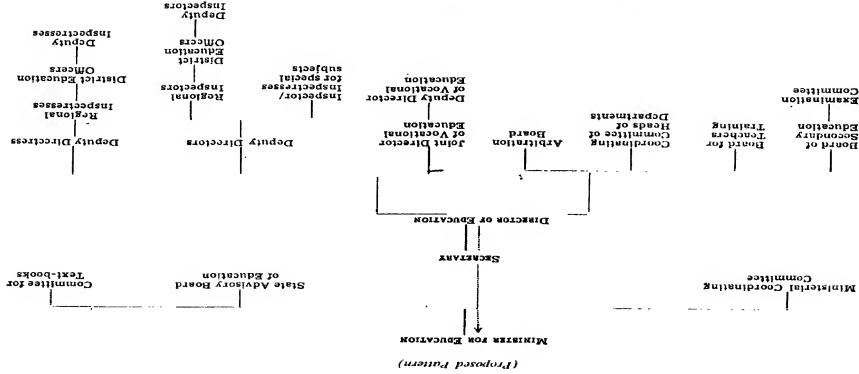 (Proposed Pattern)
MINISTER FOR EDUCATION
Ministerial Coordinating
Committee
State Advisory Board
of Education
Committee for
Text-books
SECRETARY
DIRECTOR OF EDUCATION
Board of
Secondary
Education
Examination
Committee
Board for
Teachers
Training
Coordinating
Committee of
Heads of
Departments
Arbitration
Board
Joint Director
of Vocational
Education
Deputy Director
of Vocational
Education
Deputy Directors
Inspector/
Inspectresses
for special
subjects
Regional
Inspectors
District
Education
Officers
Deputy
Inspectors
Deputy Directress
Regional
Inspectresses
District Education
Officers
Deputy
Inspectresses